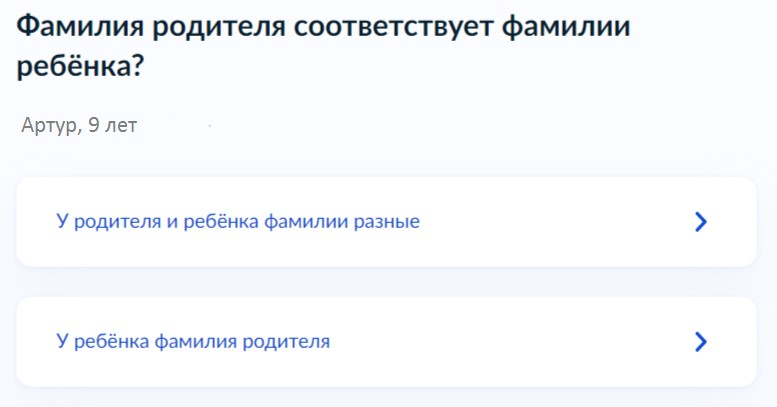 Фамилия родителя соответствует фамилии
ребёнка?
Артур, 9 лет
У родителя и ребёнка фамилии разные
У ребёнка фамилия родителя